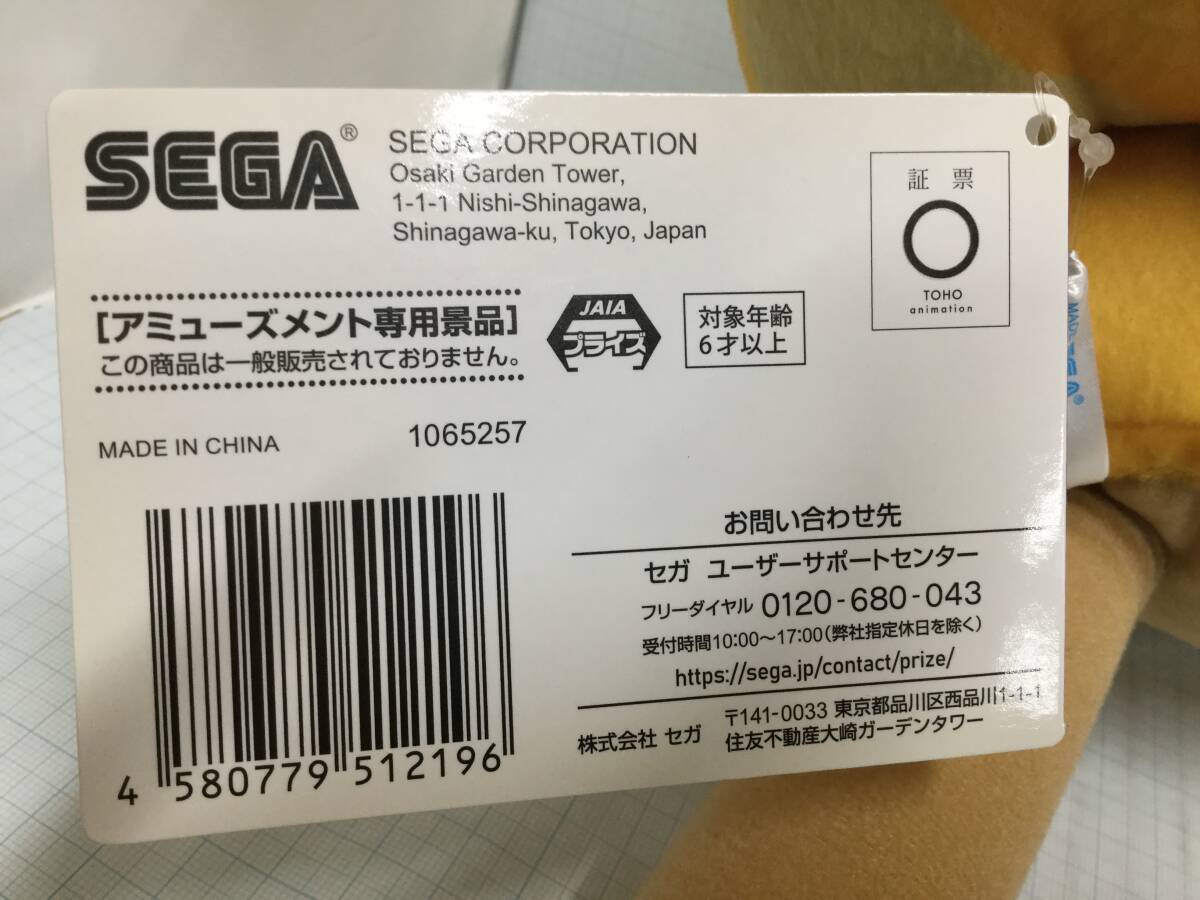 SEGA®
SEGA CORPORATION
Osaki Garden Tower,
1-1-1 Nishi-Shinagawa,
Shinagawa-ku, Tokyo, Japan
証票
TOHO
animation
[アミューズメント専用景品]
この商品は一般販売されておりません。
JAIA
プライズ
対象年齢
6才以上
MADE IN CHINA
1065257
4 580779 512196
お問い合わせ先
セガ ユーザーサポートセンター
フリーダイヤル 0120-680-043
受付時間10:00〜17:00(弊社指定休日を除く)
https://sega.jp/contact/prize/
株式会社 セガ
〒141-0033 東京都品川区西品川1-1-1
住友不動産大崎ガーデンタワー